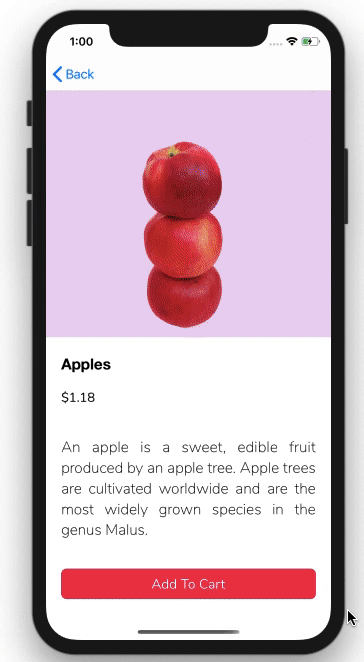 1:00
Back
Apples
$1.18
An apple is a sweet, edible fruit
produced by an apple tree. Apple trees
are cultivated worldwide and are the
most widely grown species in the
genus Malus.
Add To Cart